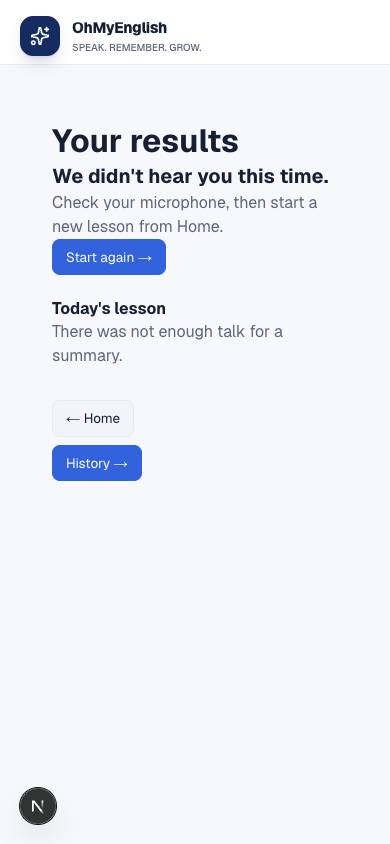 OhMyEnglish
SPEAK. REMEMBER. GROW.
Your results
We didn't hear you this time.
Check your microphone, then start a
new lesson from Home.
Start again →
Today's lesson
There was not enough talk for a
summary.
← Home
History →
N